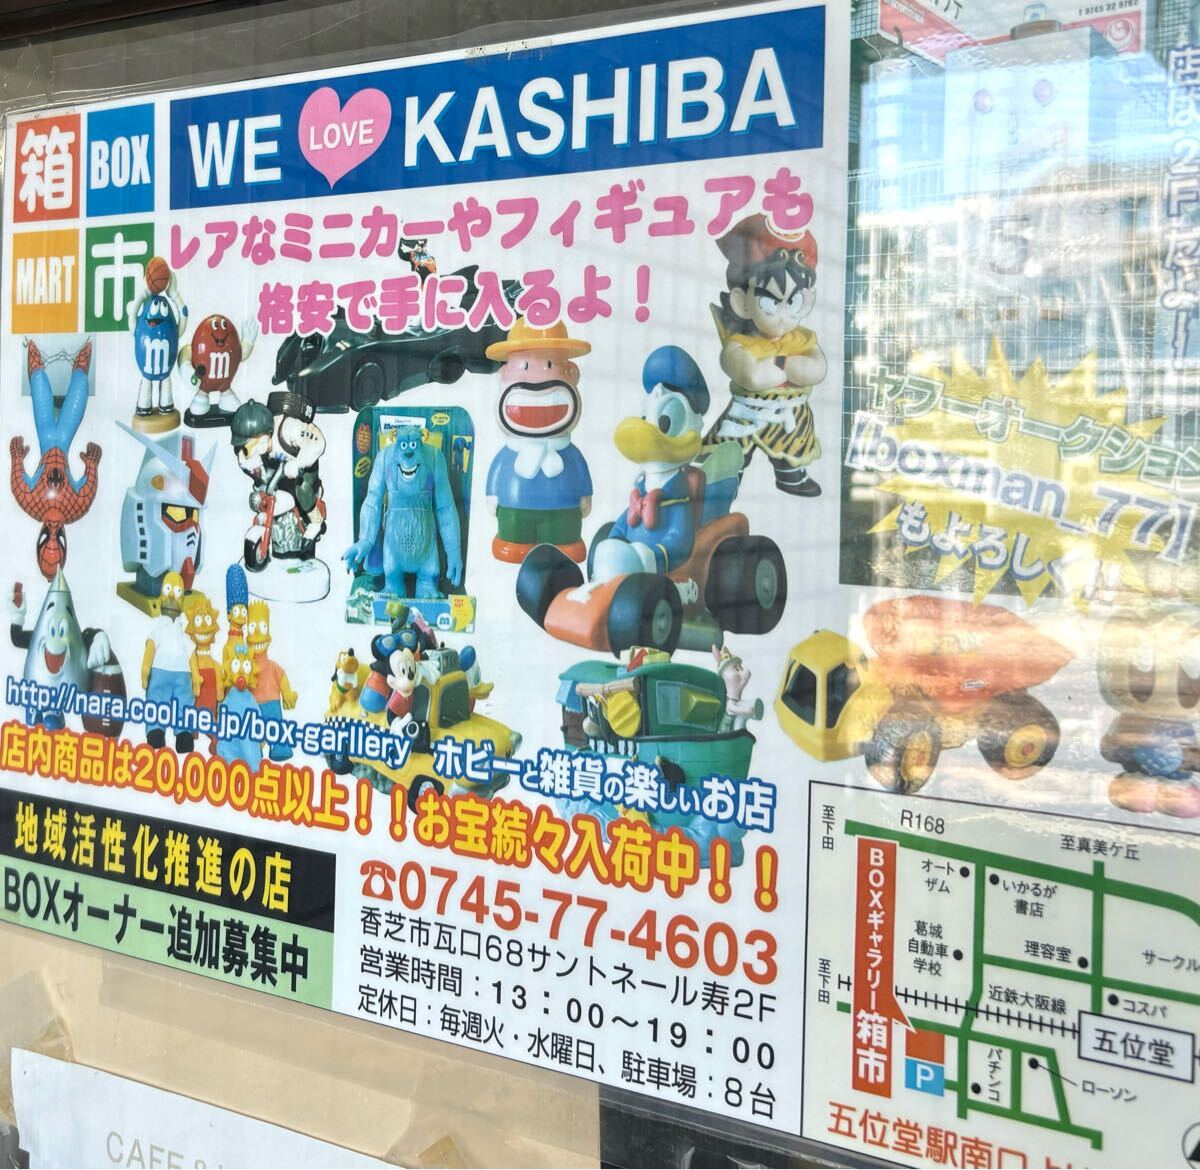 箱 BOX
MART 市
WE LOVE KASHIBA
レアなミニカーやフィギュアも
格安で手に入るよ！
m
m
http://nara.cool.ne.jp/box-garllery
ホビーと雑貨の楽しいお店
店内商品は20,000点以上！！お宝続々入荷中！！
地域活性化推進の店
BOXオーナー追加募集中
☎0745-77-4603
香芝市瓦口68サントネール寿2F
営業時間：13：00〜19：00
定休日：毎週火・水曜日、駐車場：8台
店は2Fだよ
ヤフーオークション
【boxman_77】
もよろしく!!
至下田
R168
至真美ケ丘
オートザム
いかるが書店
葛城自動車学校
理容室
サークル
至下田
近鉄大阪線
コスパ
五位堂
BOXギャラリー箱市
P
パチンコ
ローソン
五位堂駅南口よ
CAFE &